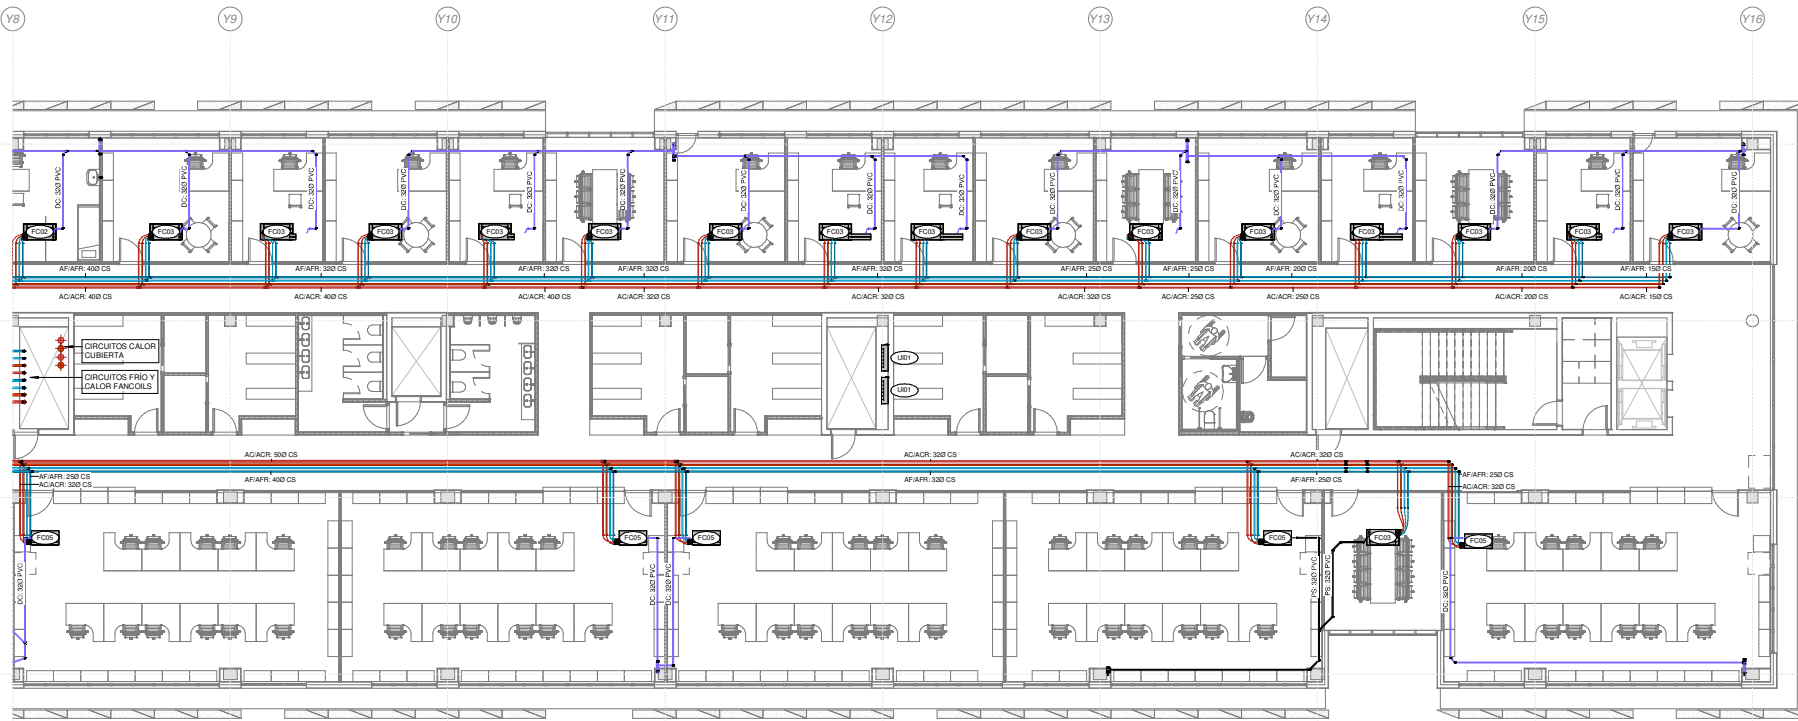 Y8 Y9 Y10 Y11 Y12 Y13 Y14 Y15 Y16
DC: 32Ø PVC DC: 32Ø PVC DC: 32Ø PVC DC: 32Ø PVC DC: 32Ø PVC DC: 32Ø PVC DC: 32Ø PVC DC: 32Ø PVC DC: 32Ø PVC DC: 32Ø PVC DC: 32Ø PVC DC: 32Ø PVC DC: 32Ø PVC DC: 32Ø PVC DC: 32Ø PVC DC: 32Ø PVC
FC02 FC03 FC03 FC03 FC03 FC03 FC03 FC03 FC03 FC03 FC03 FC03 FC03 FC03 FC03 FC03
AF/AFR: 40Ø CS AF/AFR: 32Ø CS AF/AFR: 32Ø CS AF/AFR: 32Ø CS AF/AFR: 32Ø CS AF/AFR: 25Ø CS AF/AFR: 25Ø CS AF/AFR: 20Ø CS AF/AFR: 20Ø CS AF/AFR: 15Ø CS
AC/ACR: 40Ø CS AC/ACR: 40Ø CS AC/ACR: 40Ø CS AC/ACR: 32Ø CS AC/ACR: 32Ø CS AC/ACR: 32Ø CS AC/ACR: 25Ø CS AC/ACR: 25Ø CS AC/ACR: 20Ø CS AC/ACR: 15Ø CS
CIRCUITOS CALOR
CUBIERTA
CIRCUITOS FRÍO Y
CALOR FANCOILS
UI01
UI01
AC/ACR: 50Ø CS AC/ACR: 32Ø CS AC/ACR: 32Ø CS
AF/AFR: 25Ø CS AF/AFR: 40Ø CS AF/AFR: 32Ø CS AF/AFR: 25Ø CS AF/AFR: 25Ø CS
AC/ACR: 32Ø CS AC/ACR: 32Ø CS
FC05 FC05 FC05 FC05 FC03 FC05
DC: 32Ø PVC DC: 32Ø PVC DC: 32Ø PVC PS: 32Ø PVC PS: 32Ø PVC DC: 32Ø PVC